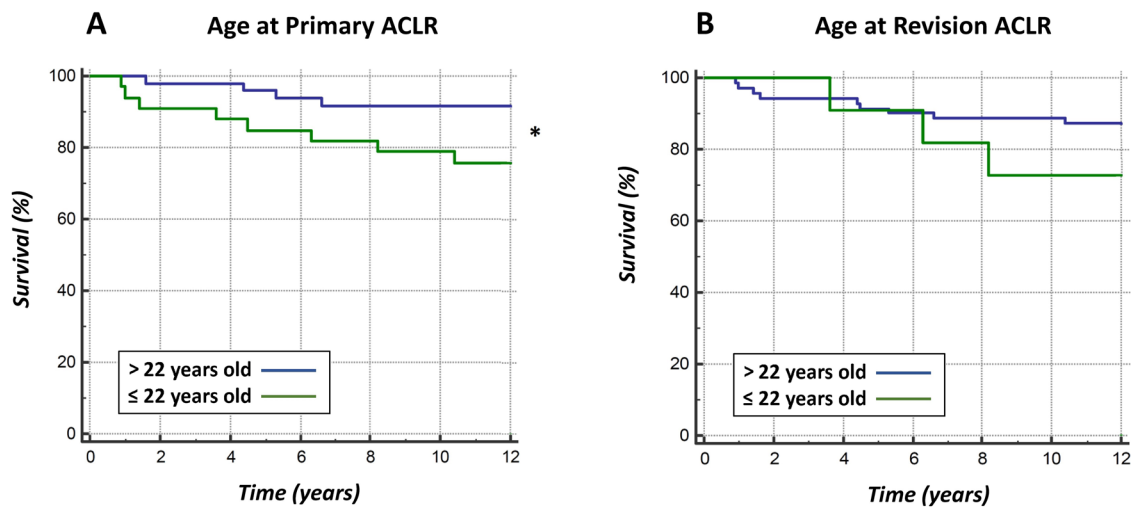 A
Age at Primary ACLR
100
80
60
40
20
0
Survival (%)
> 22 years old
≤ 22 years old
0 2 4 6 8 10 12
Time (years)
*
B
Age at Revision ACLR
100
80
60
40
20
0
Survival (%)
> 22 years old
≤ 22 years old
0 2 4 6 8 10 12
Time (years)